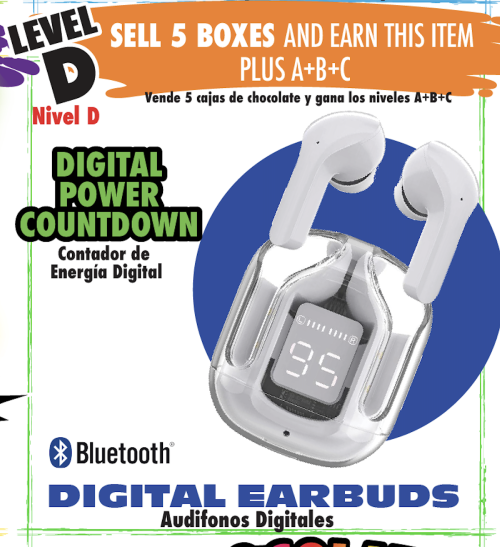 LEVEL
D
Nivel D
SELL 5 BOXES AND EARN THIS ITEM
PLUS A+B+C
Vende 5 cajas de chocolate y gana los niveles A+B+C
DIGITAL
POWER
COUNTDOWN
Contador de
Energía Digital
95
Bluetooth®
DIGITAL EARBUDS
Audifonos Digitales